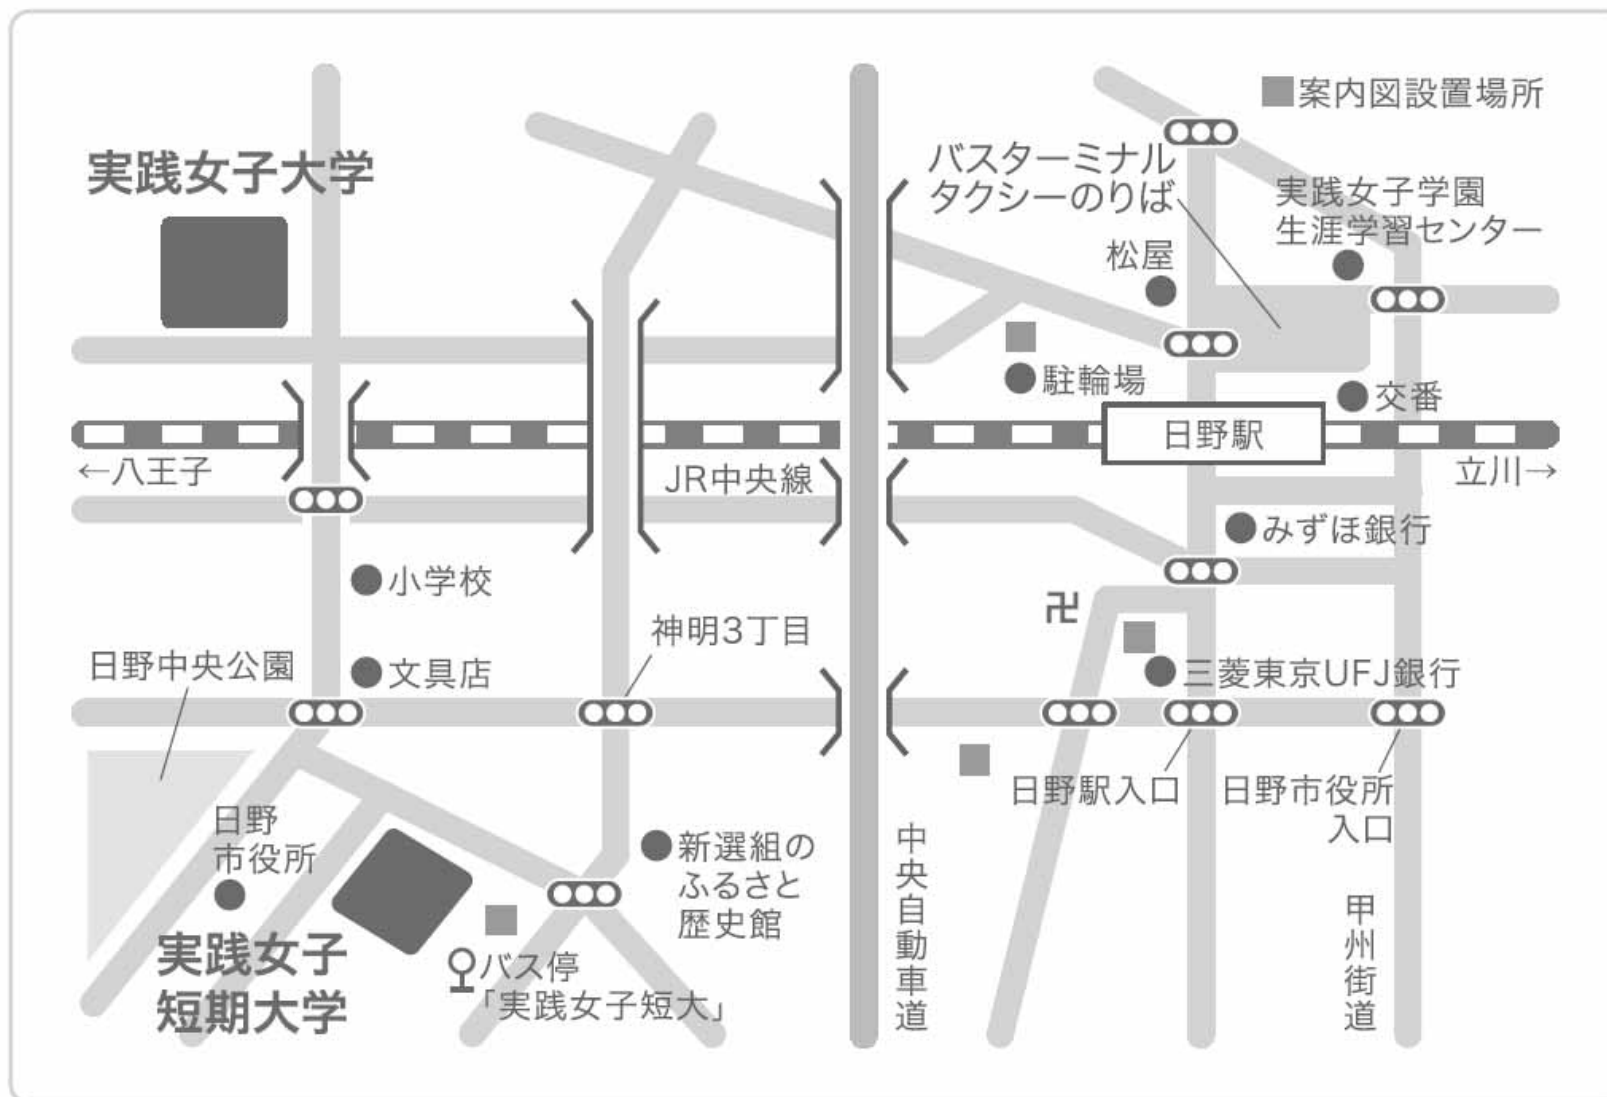 案内図設置場所
実践女子大学
バスターミナル
タクシーのりば
実践女子学園
生涯学習センター
松屋
駐輪場
交番
日野駅
←八王子
JR中央線
立川→
みずほ銀行
小学校
卍
神明3丁目
日野中央公園
文具店
三菱東京UFJ銀行
日野駅入口
日野市役所
入口
日野
市役所
新選組の
ふるさと
歴史館
中央自動車道
甲州街道
実践女子
短期大学
バス停
「実践女子短大」